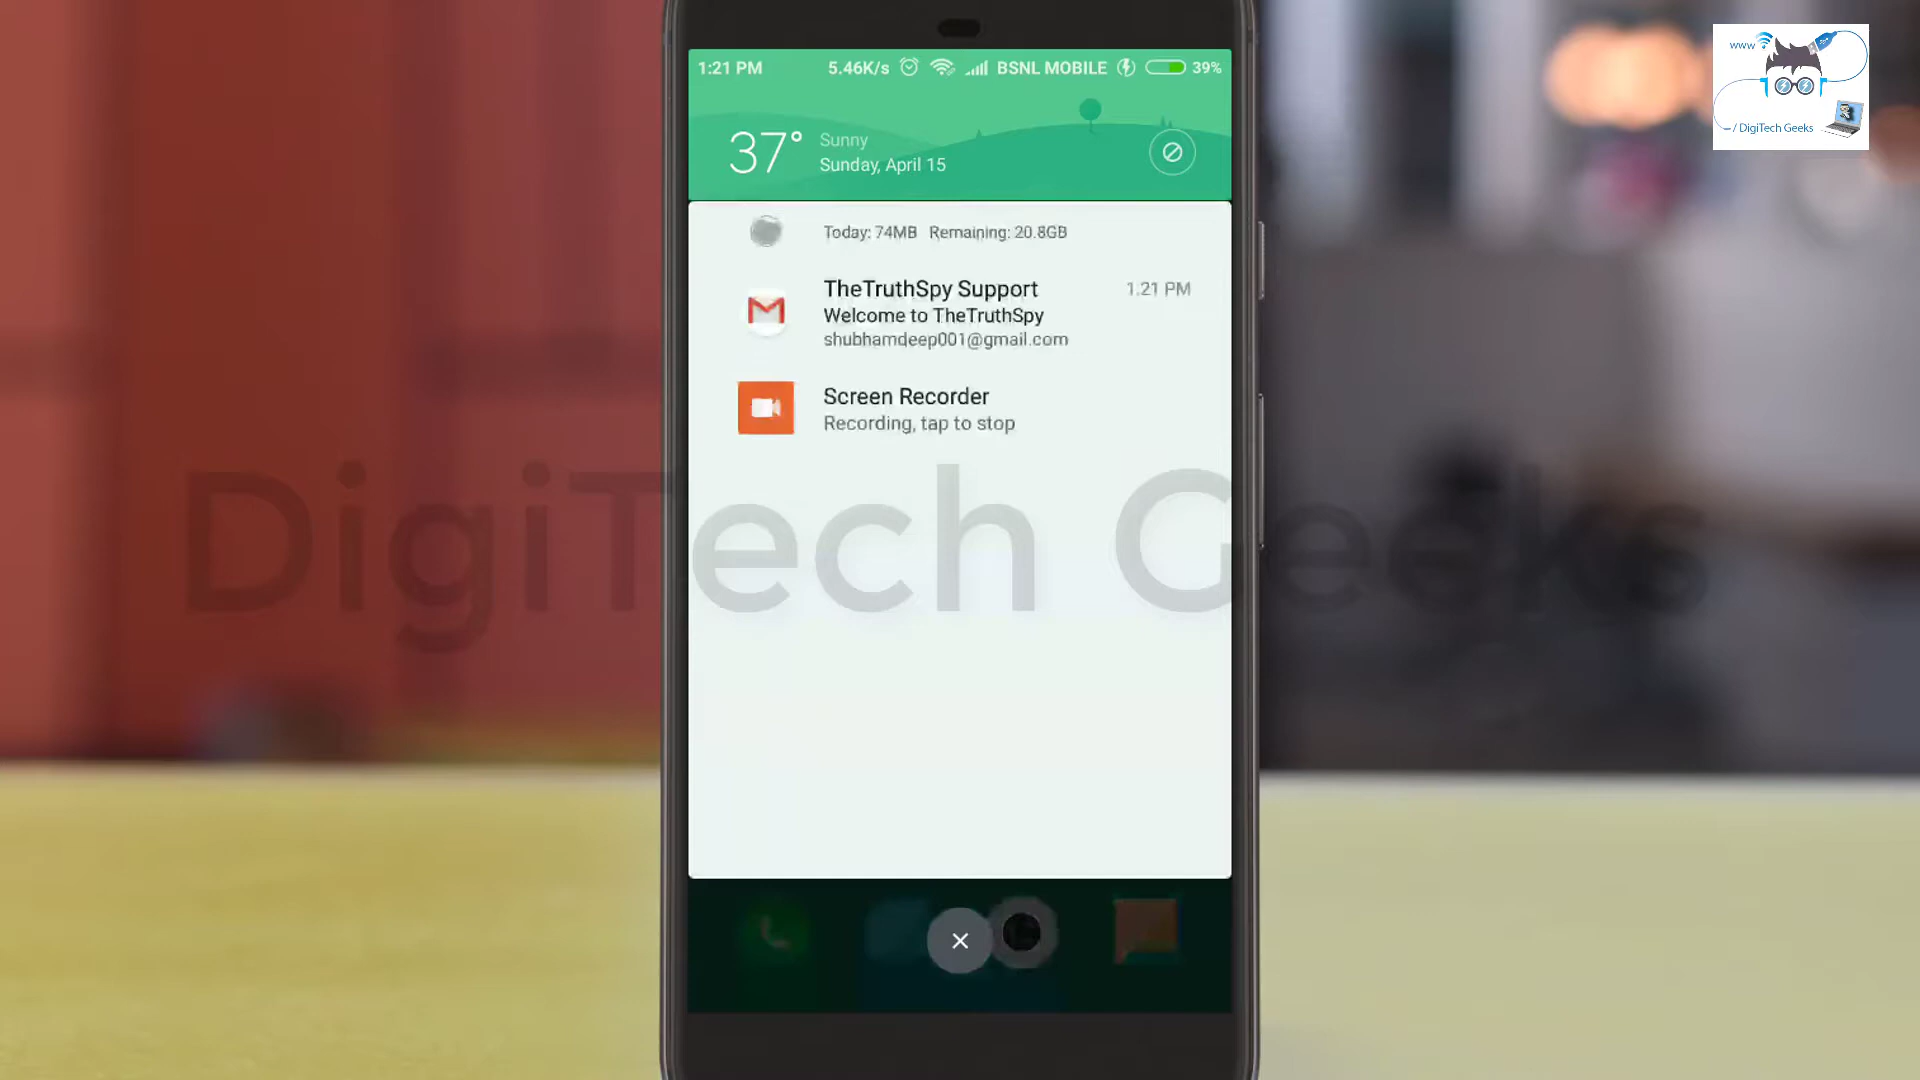 1:21 PM 5.46K/s BSNL MOBILE 39%
www
-/ DigiTech Geeks
37° Sunny
Sunday, April 15
Today: 74MB Remaining: 20.8GB
TheTruthSpy Support 1:21 PM
Welcome to TheTruthSpy
shubhamdeep001@gmail.com
Screen Recorder
Recording, tap to stop
DigiTech Geeks